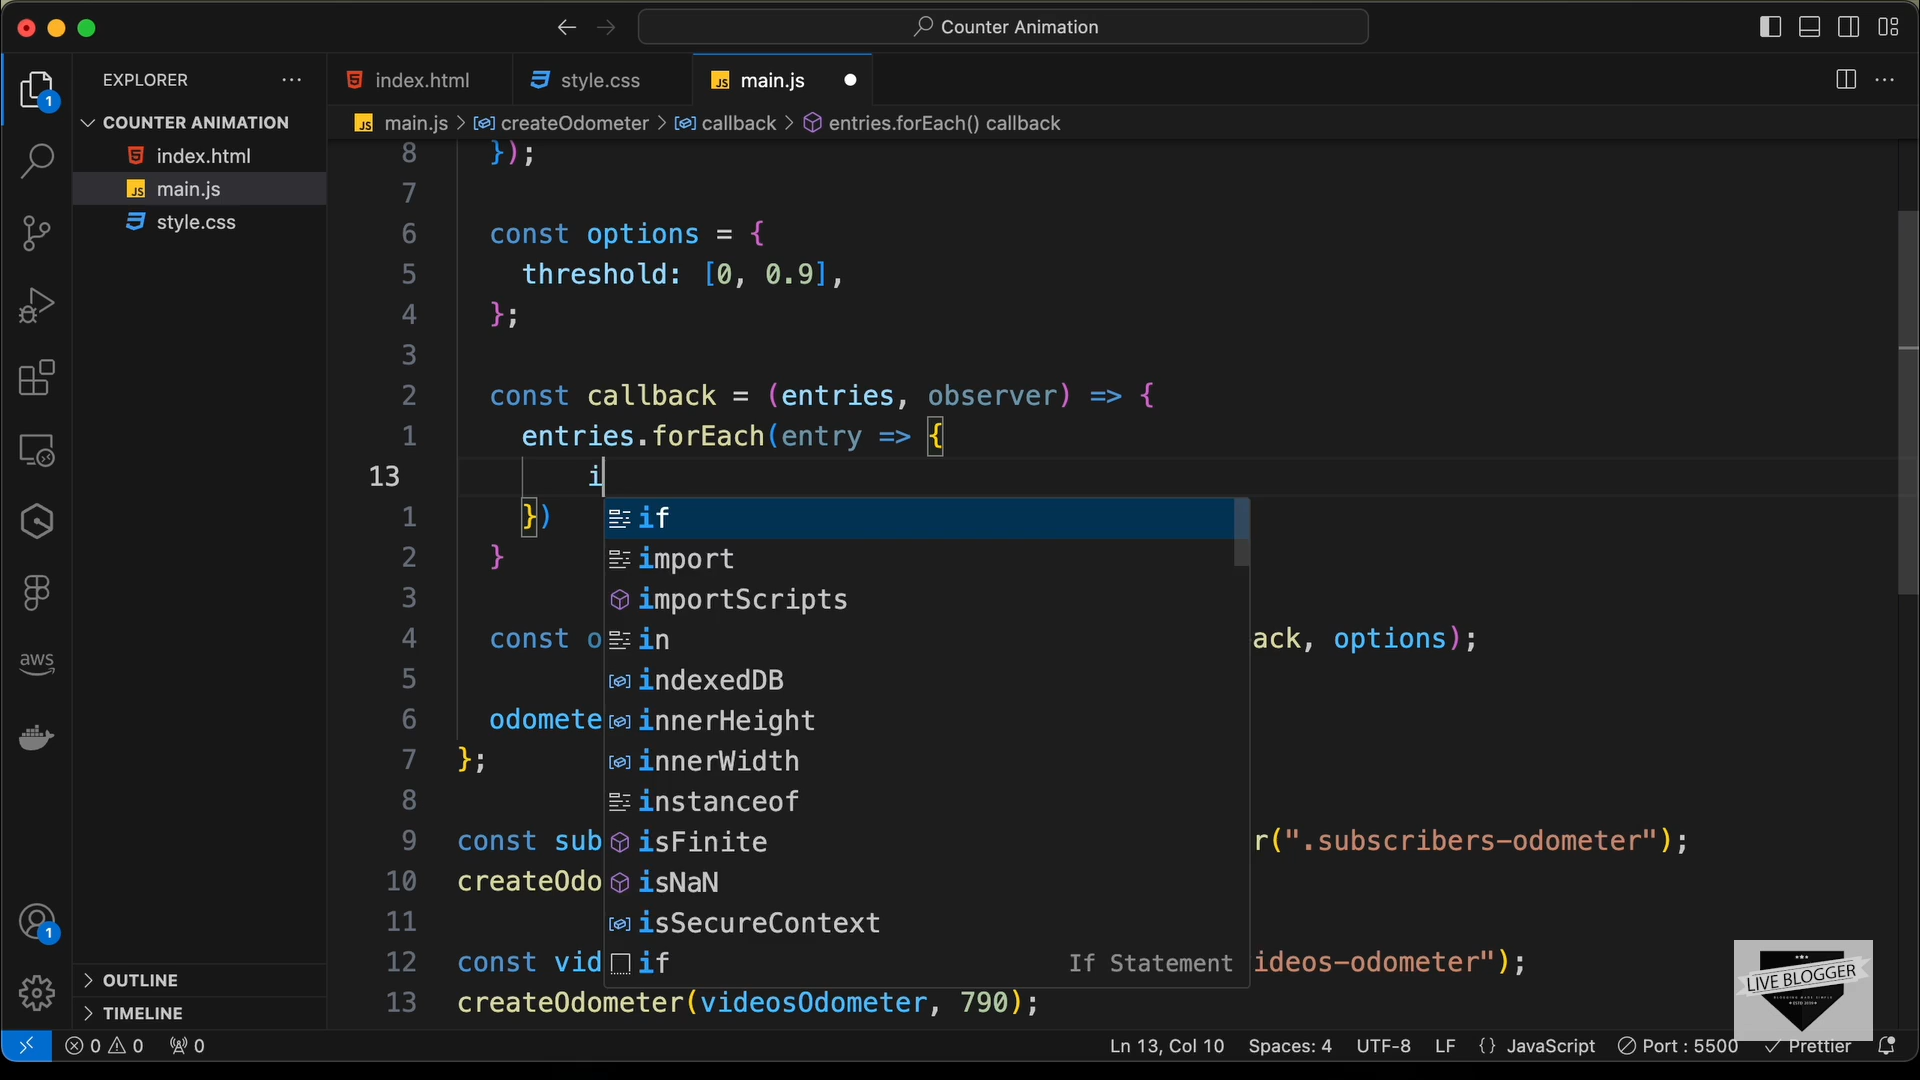 Counter Animation
EXPLORER
index.html
style.css
main.js
1
COUNTER ANIMATION
index.html
main.js
style.css
main.js > createOdometer > callback > entries.forEach() callback
8 });
7
6 const options = {
5 threshold: [0, 0.9],
4 };
3
2 const callback = (entries, observer) => {
1 entries.forEach(entry => {
13 i
1 })
2 }
3
4 const o ack, options);
5
6 odomete
7 };
8
9 const sub r(".subscribers-odometer");
10 createOdo
11
12 const vid ideos-odometer");
13 createOdometer(videosOdometer, 790);
if
import
importScripts
in
indexedDB
innerHeight
innerWidth
instanceof
isFinite
isNaN
isSecureContext
if If Statement
aws
1
OUTLINE
TIMELINE
LIVE BLOGGER
0 0 0
Ln 13, Col 10 Spaces: 4 UTF-8 LF {} JavaScript Port : 5500 Prettier